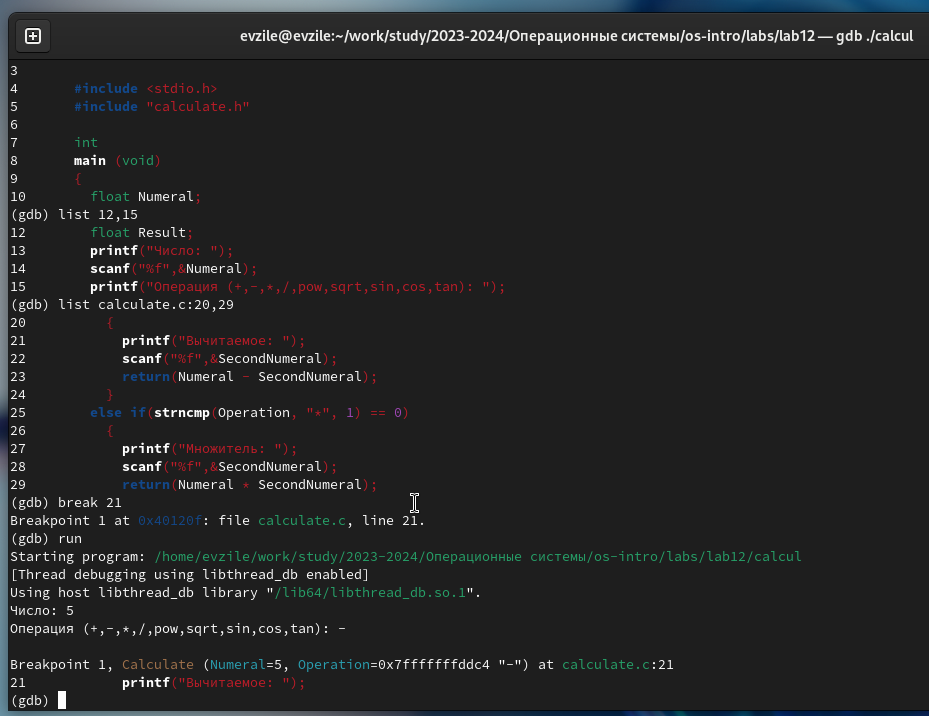 evzile@evzile:~/work/study/2023-2024/Операционные системы/os-intro/labs/lab12 — gdb ./calcul
3
4       #include <stdio.h>
5       #include "calculate.h"
6
7       int
8       main (void)
9       {
10        float Numeral;
(gdb) list 12,15
12        float Result;
13        printf("Число: ");
14        scanf("%f",&Numeral);
15        printf("Операция (+,-,*,/,pow,sqrt,sin,cos,tan): ");
(gdb) list calculate.c:20,29
20          {
21            printf("Вычитаемое: ");
22            scanf("%f",&SecondNumeral);
23            return(Numeral - SecondNumeral);
24          }
25        else if(strncmp(Operation, "*", 1) == 0)
26          {
27            printf("Множитель: ");
28            scanf("%f",&SecondNumeral);
29            return(Numeral * SecondNumeral);
(gdb) break 21
Breakpoint 1 at 0x40120f: file calculate.c, line 21.
(gdb) run
Starting program: /home/evzile/work/study/2023-2024/Операционные системы/os-intro/labs/lab12/calcul
[Thread debugging using libthread_db enabled]
Using host libthread_db library "/lib64/libthread_db.so.1".
Число: 5
Операция (+,-,*,/,pow,sqrt,sin,cos,tan): -
Breakpoint 1, Calculate (Numeral=5, Operation=0x7fffffffddc4 "-") at calculate.c:21
21            printf("Вычитаемое: ");
(gdb)